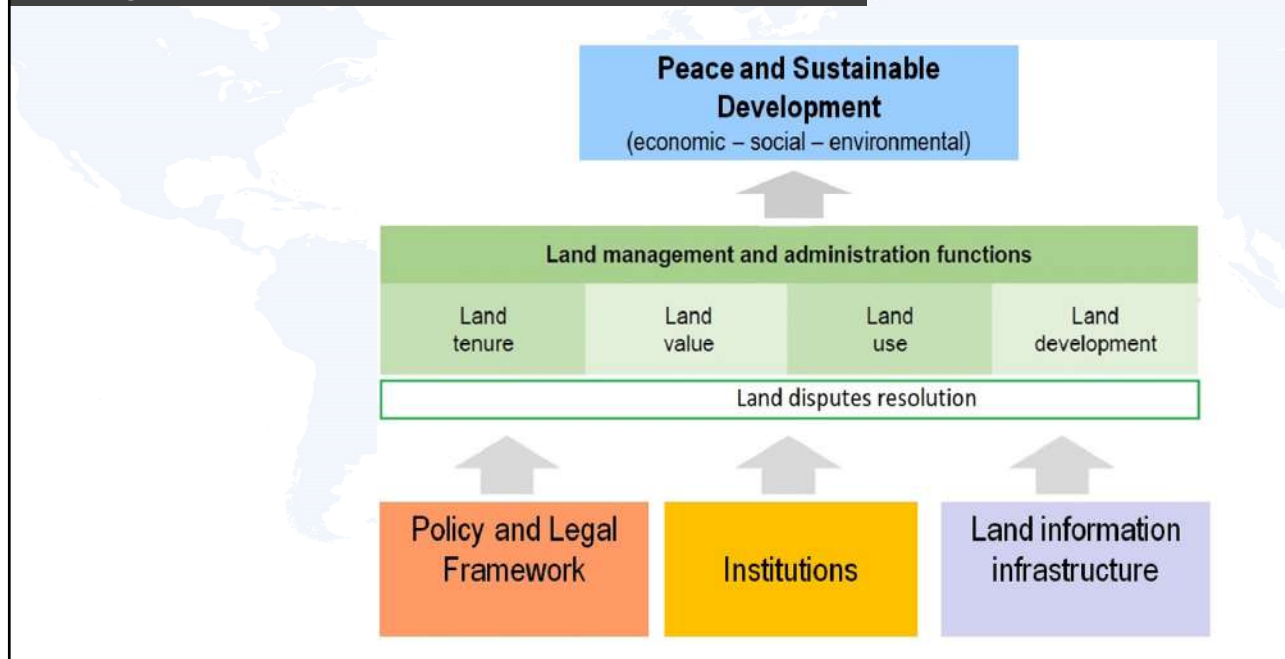 Peace and Sustainable
Development
(economic – social – environmental)
Land management and administration functions
Land
tenure
Land
value
Land
use
Land
development
Land disputes resolution
Policy and Legal
Framework
Institutions
Land information
infrastructure